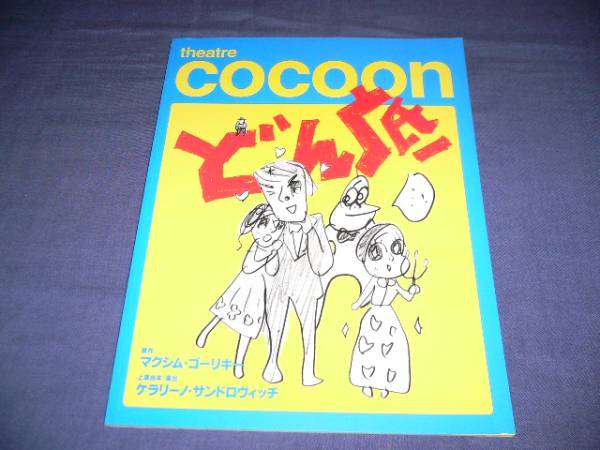 theatre
cocoon
どん底
原作
マクシム・ゴーリキー
上演台本・演出
ケラリーノ・サンドロヴィッチ